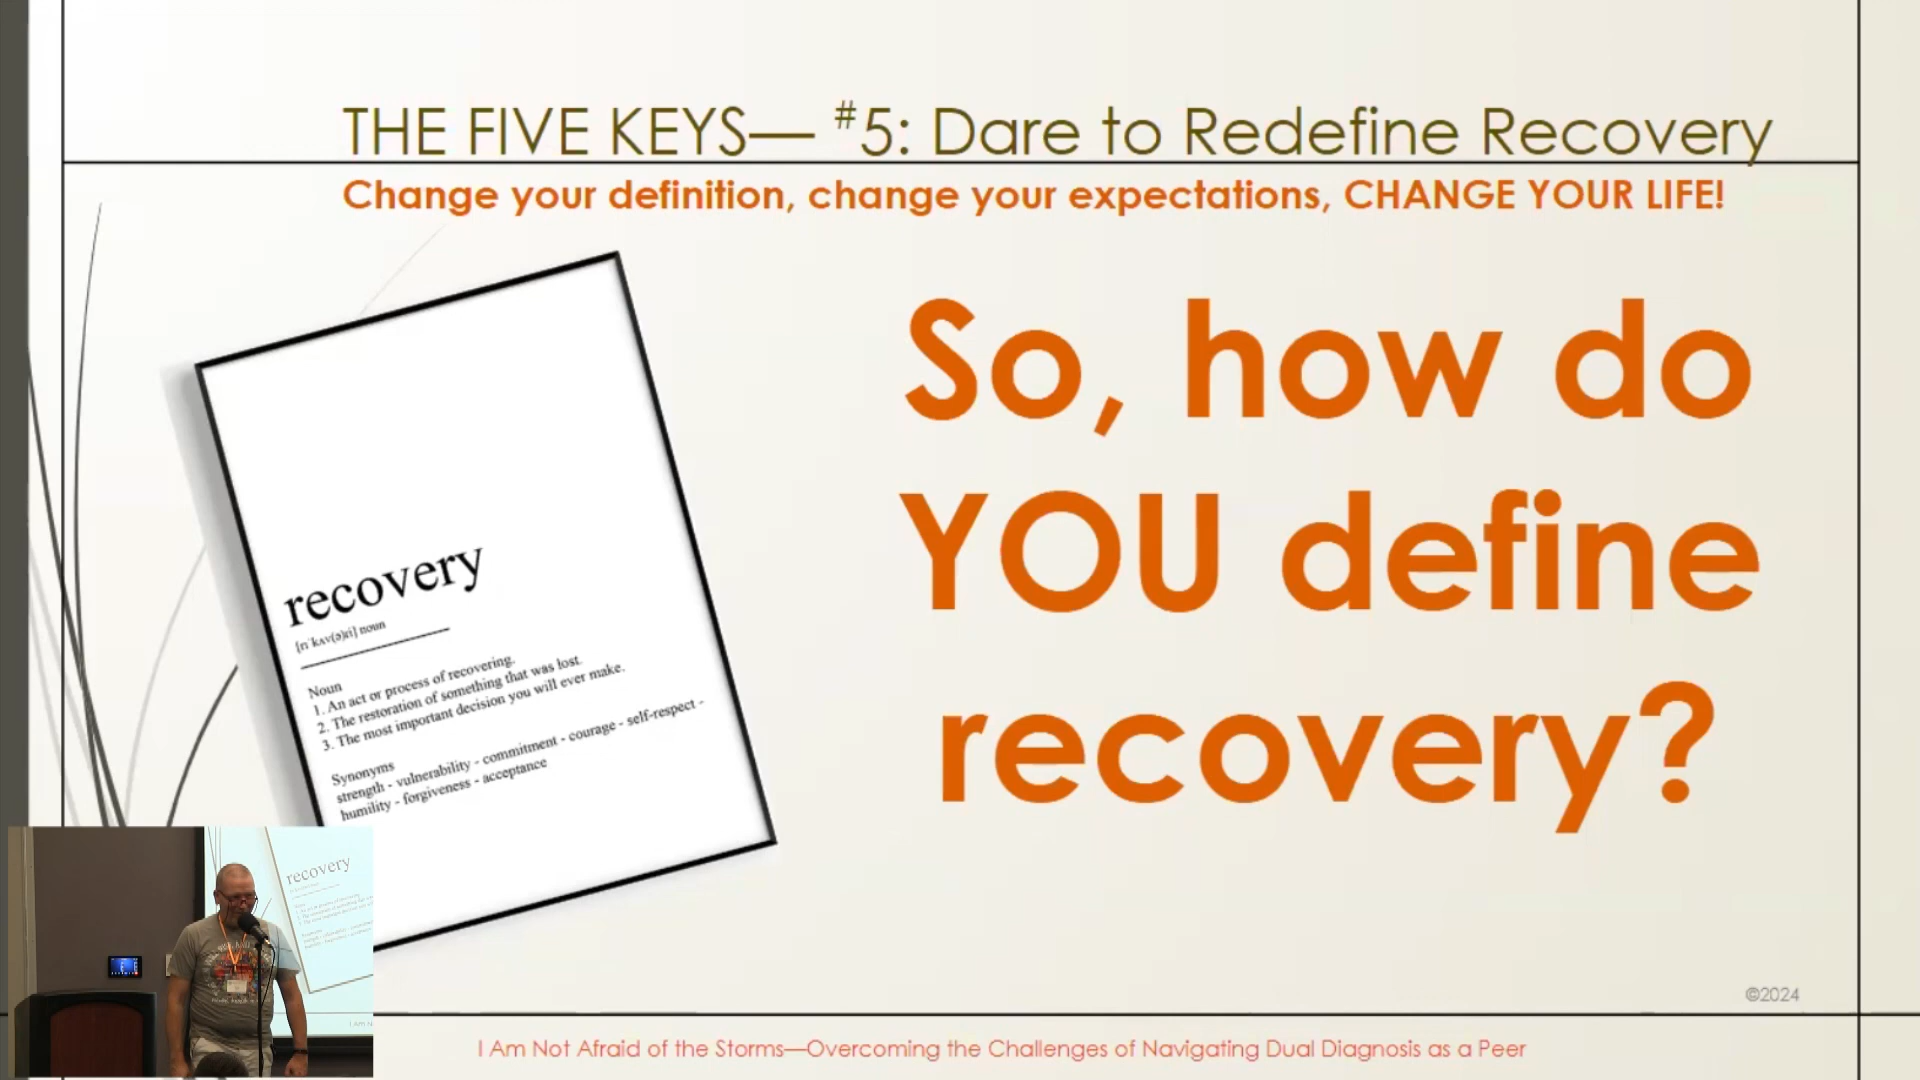 THE FIVE KEYS— #5: Dare to Redefine Recovery
Change your definition, change your expectations, CHANGE YOUR LIFE!
So, how do
YOU define
recovery?
recovery
[rɪˈkʌv(ə)ri] noun
Noun
1. An act or process of recovering.
2. The restoration of something that was lost.
3. The most important decision you will ever make.
Synonyms
strength - vulnerability - commitment - courage - self-respect -
humility - forgiveness - acceptance
recovery
©2024
I Am Not Afraid of the Storms—Overcoming the Challenges of Navigating Dual Diagnosis as a Peer